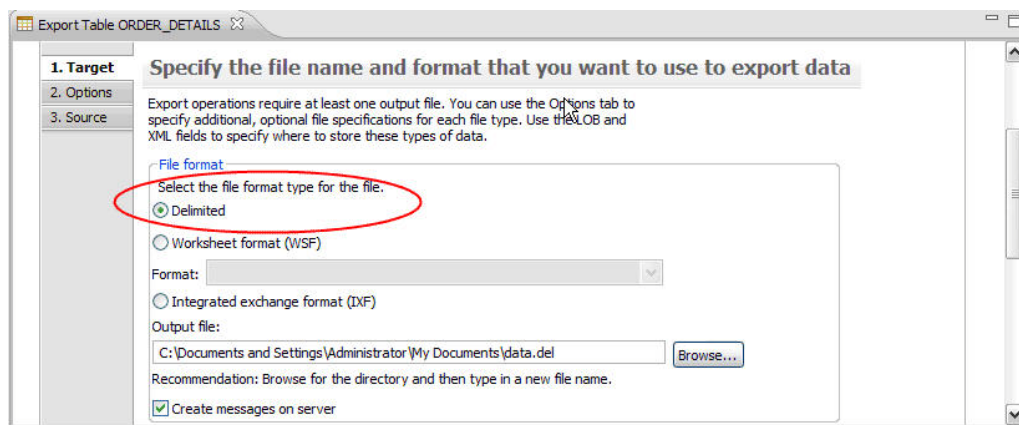 Export Table ORDER_DETAILS
1. Target
2. Options
3. Source
Specify the file name and format that you want to use to export data
Export operations require at least one output file. You can use the Options tab to
specify additional, optional file specifications for each file type. Use the LOB and
XML fields to specify where to store these types of data.
File format
Select the file format type for the file.
Delimited
Worksheet format (WSF)
Format:
Integrated exchange format (IXF)
Output file:
C:\Documents and Settings\Administrator\My Documents\data.del
Browse...
Recommendation: Browse for the directory and then type in a new file name.
Create messages on server